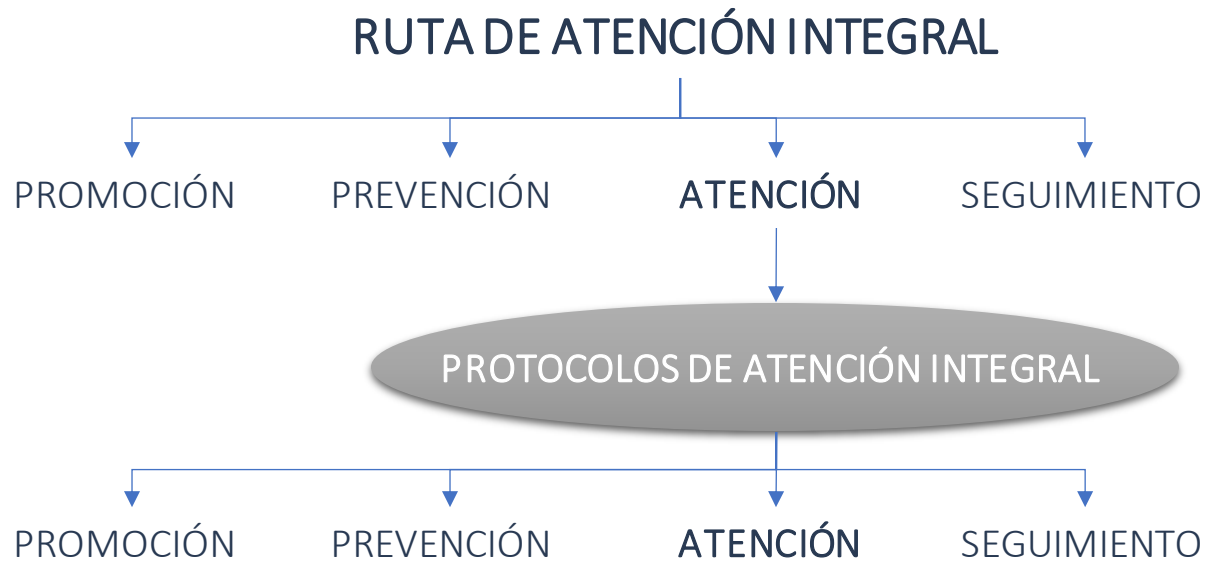 RUTA DE ATENCIÓN INTEGRAL
PROMOCIÓN PREVENCIÓN ATENCIÓN SEGUIMIENTO
PROTOCOLOS DE ATENCIÓN INTEGRAL
PROMOCIÓN PREVENCIÓN ATENCIÓN SEGUIMIENTO